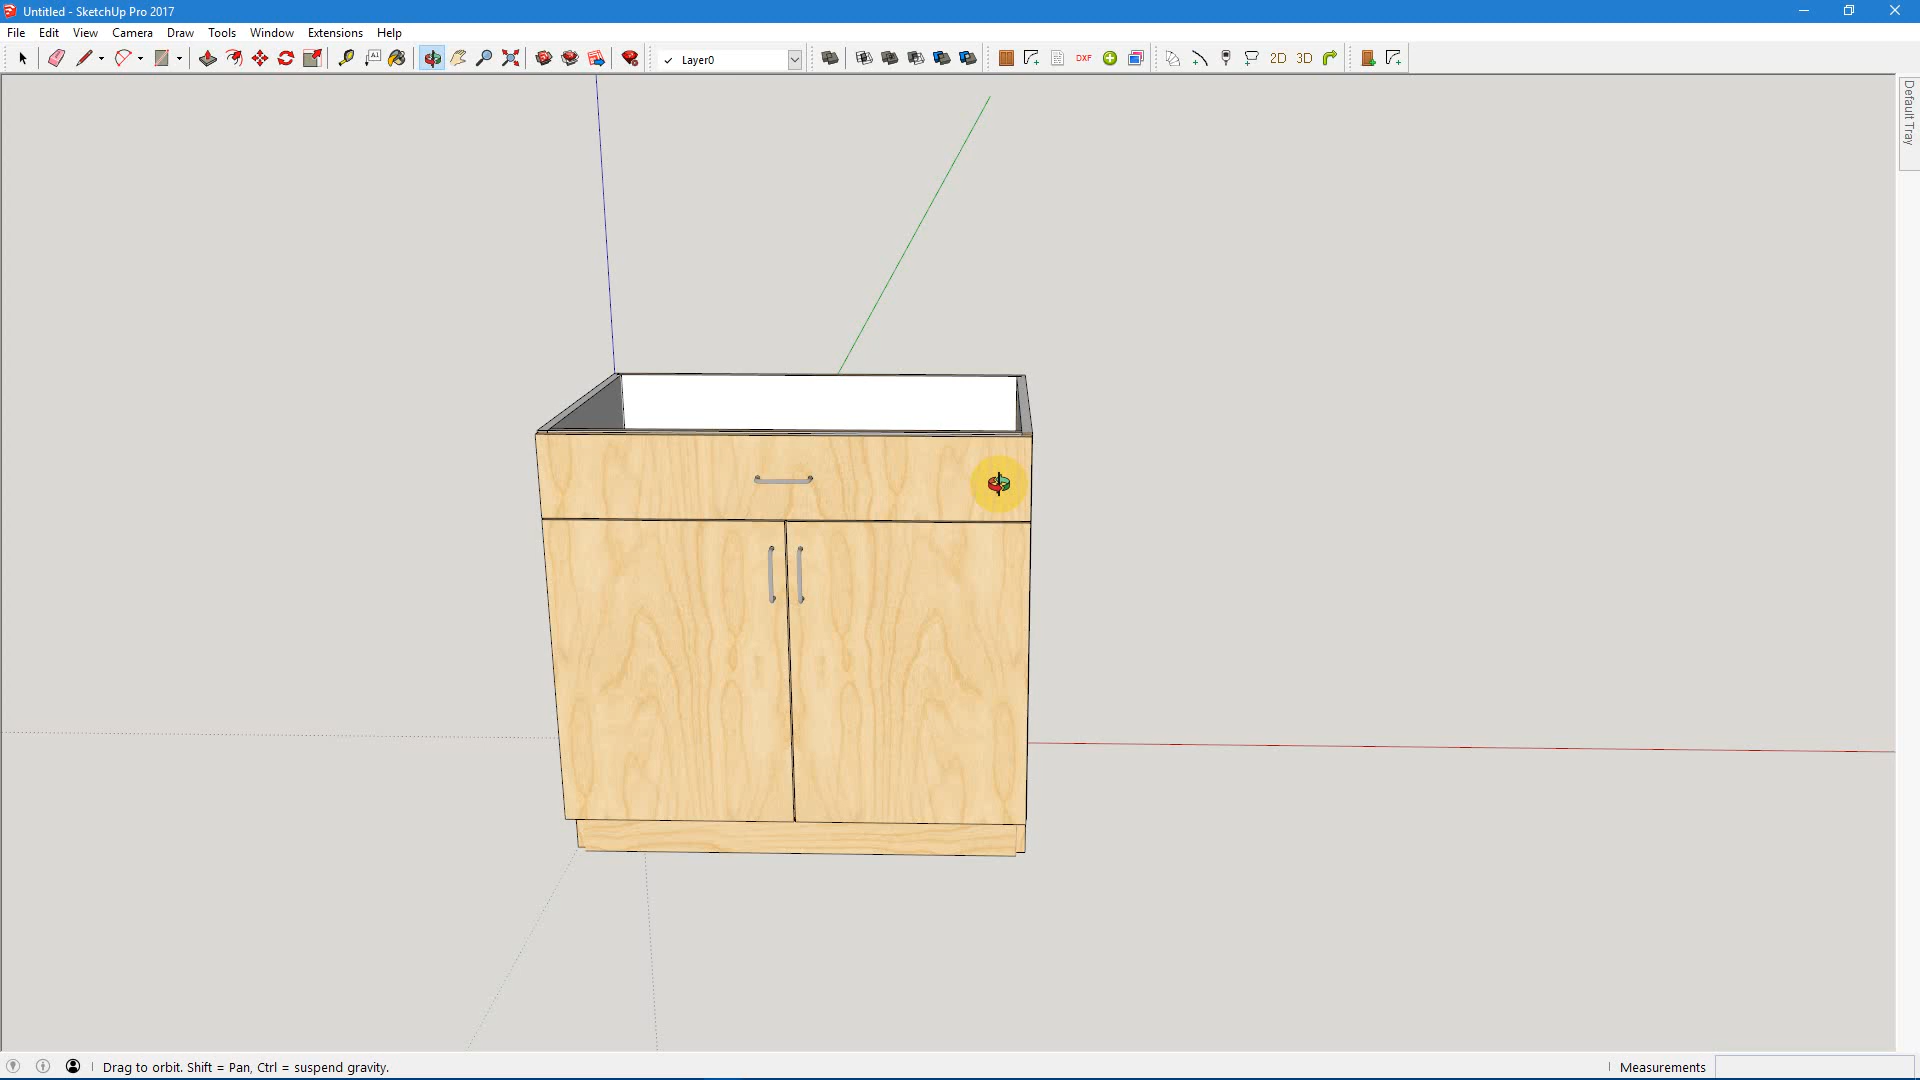 Untitled - SketchUp Pro 2017
File Edit View Camera Draw Tools Window Extensions Help
A1 Layer0 DXF 2D 3D
Default Tray
Drag to orbit. Shift = Pan, Ctrl = suspend gravity.
Measurements